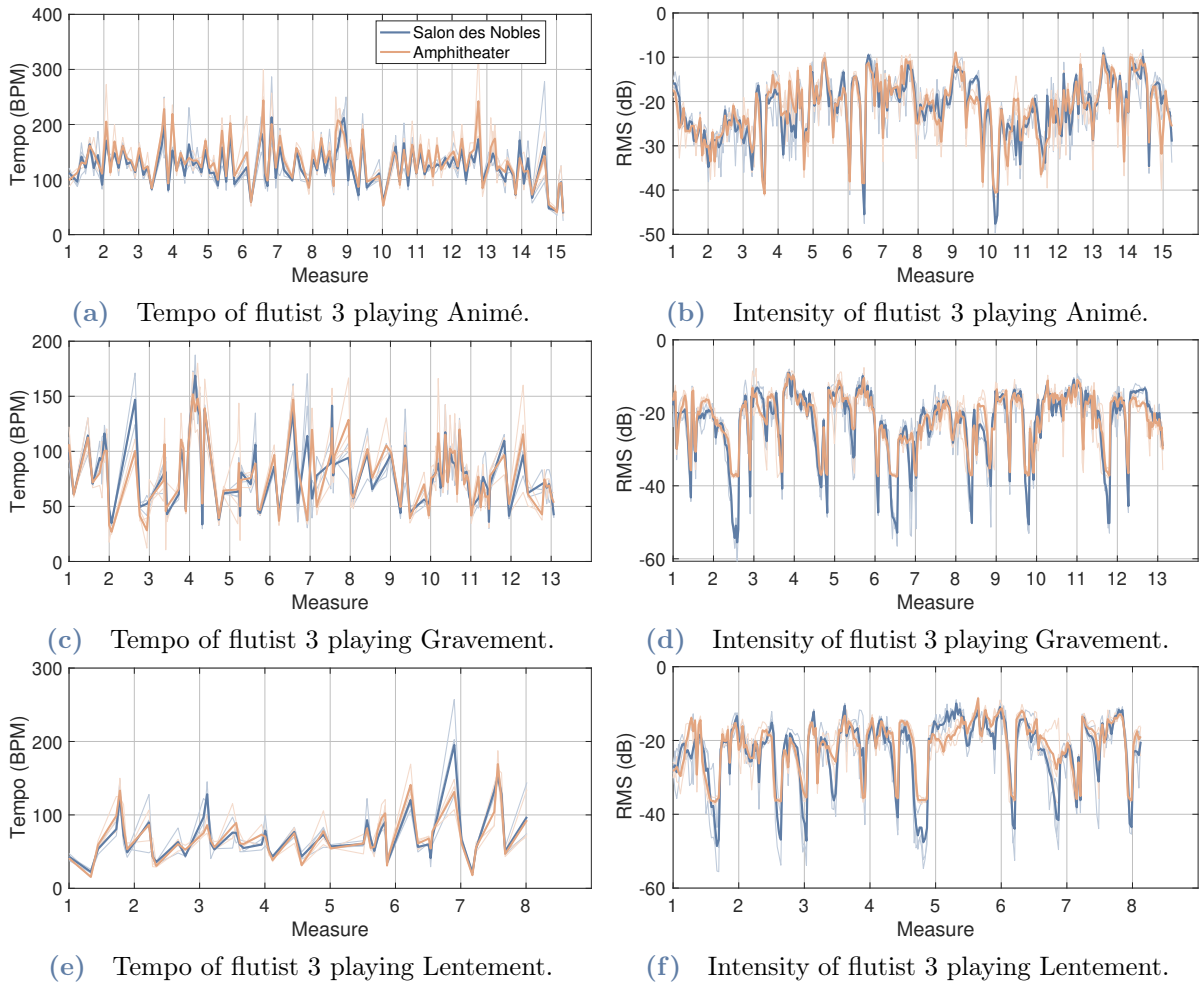 400
300
200
100
0
Tempo (BPM)
Salon des Nobles
Amphitheater
1 2 3 4 5 6 7 8 9 10 11 12 13 14 15
Measure
(a) Tempo of flutist 3 playing Animé.
0
-10
-20
-30
-40
-50
RMS (dB)
1 2 3 4 5 6 7 8 9 10 11 12 13 14 15
Measure
(b) Intensity of flutist 3 playing Animé.
200
150
100
50
0
Tempo (BPM)
1 2 3 4 5 6 7 8 9 10 11 12 13
Measure
(c) Tempo of flutist 3 playing Gravement.
0
-20
-40
-60
RMS (dB)
1 2 3 4 5 6 7 8 9 10 11 12 13
Measure
(d) Intensity of flutist 3 playing Gravement.
300
200
100
0
Tempo (BPM)
1 2 3 4 5 6 7 8
Measure
(e) Tempo of flutist 3 playing Lentement.
0
-20
-40
-60
RMS (dB)
1 2 3 4 5 6 7 8
Measure
(f) Intensity of flutist 3 playing Lentement.